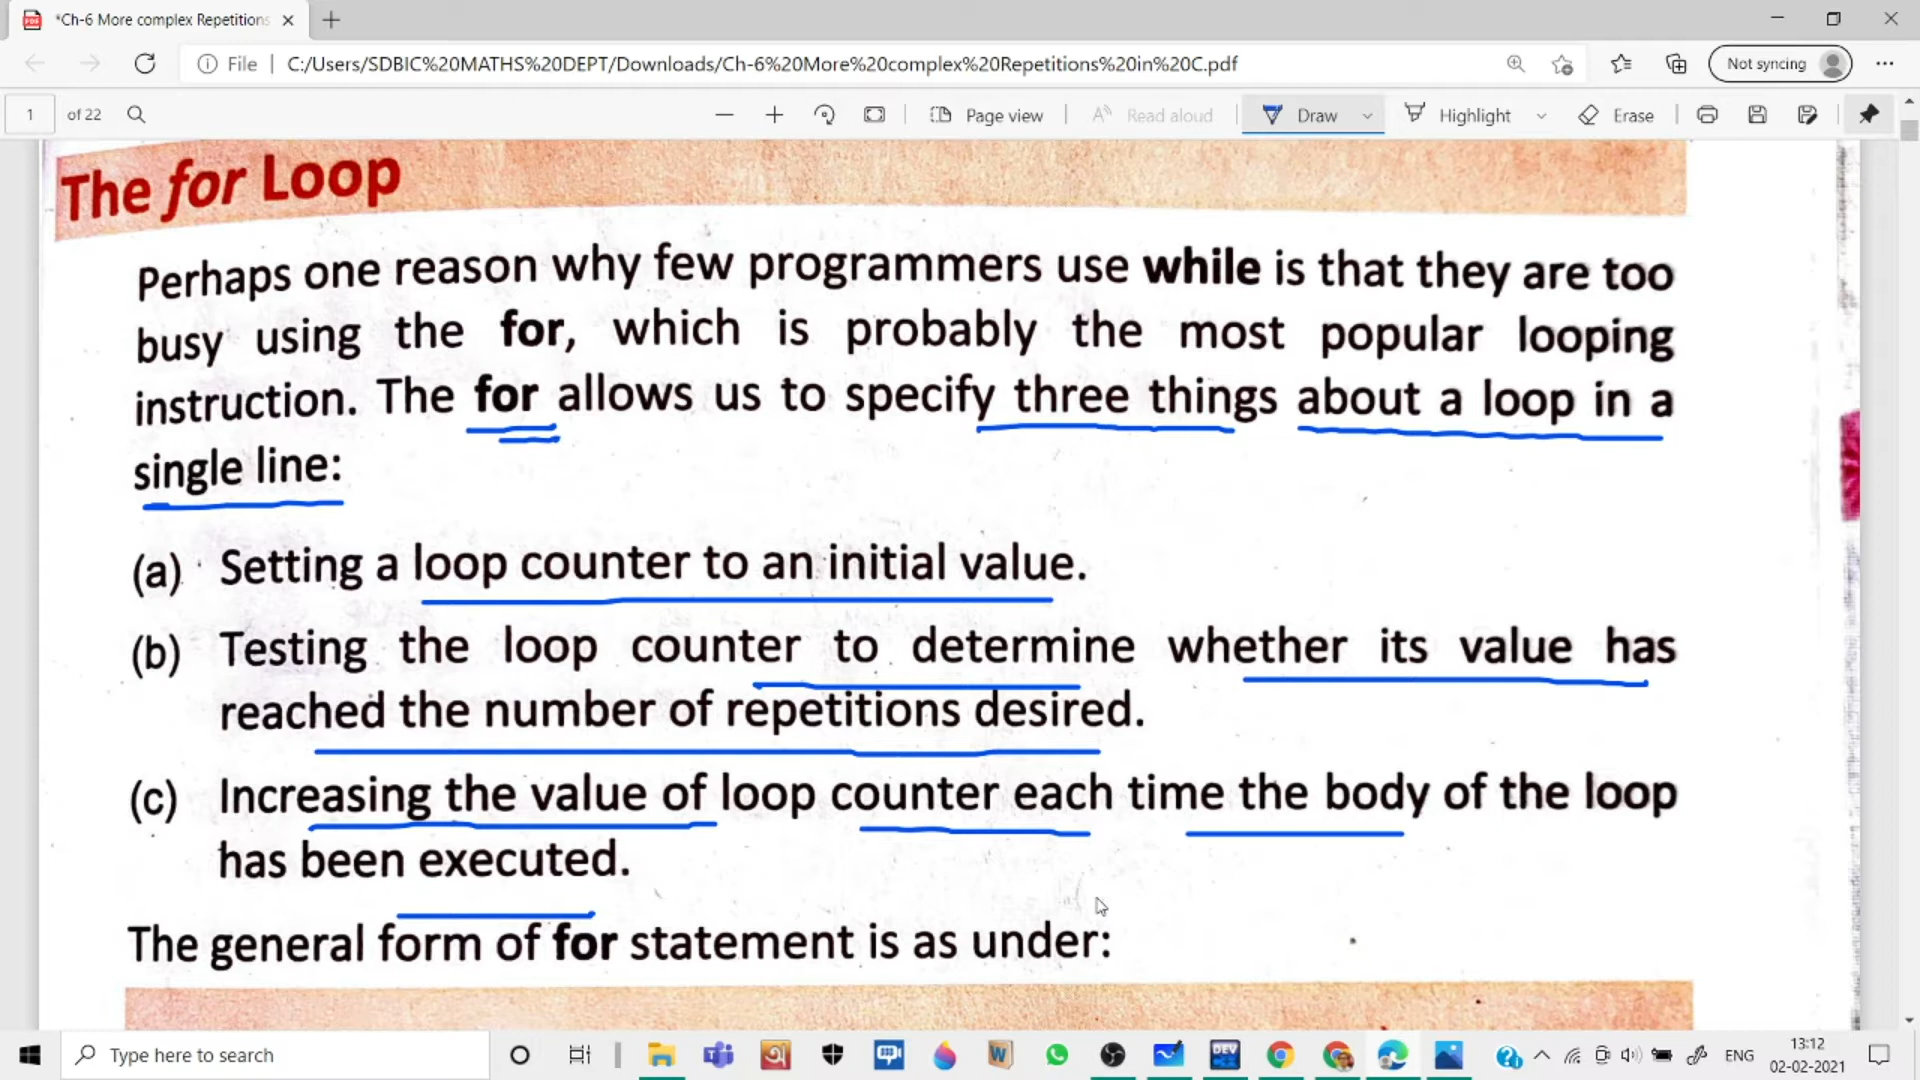 *Ch-6 More complex Repetitions
File
C:/Users/SDBIC%20MATHS%20DEPT/Downloads/Ch-6%20More%20complex%20Repetitions%20in%20C.pdf
Not syncing
1 of 22
Page view
Read aloud
Draw
Highlight
Erase
The for Loop
Perhaps one reason why few programmers use while is that they are too
busy using the for, which is probably the most popular looping
instruction. The for allows us to specify three things about a loop in a
single line:
(a) Setting a loop counter to an initial value.
(b) Testing the loop counter to determine whether its value has
reached the number of repetitions desired.
(c) Increasing the value of loop counter each time the body of the loop
has been executed.
The general form of for statement is as under:
Type here to search
DEV
ENG
13:12
02-02-2021